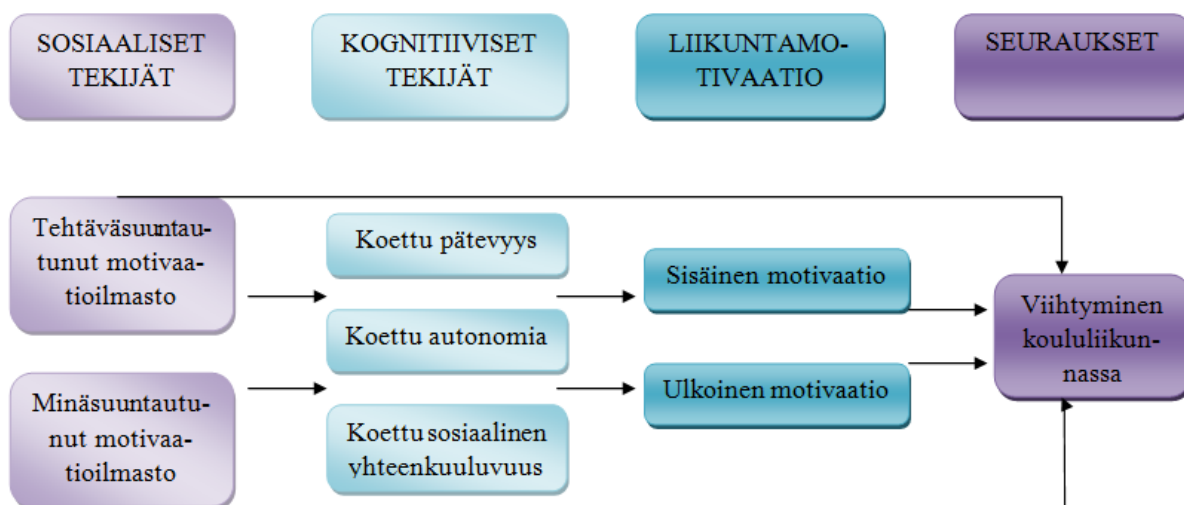 SOSIAALISET
TEKIJÄT
KOGNITIIVISET
TEKIJÄT
LIIKUNTAMO-
TIVAATIO
SEURAUKSET
Tehtäväsuuntau-
tunut motivaa-
tioilmasto
Minäsuuntautu-
nut motivaa-
tioilmasto
Koettu pätevyys
Koettu autonomia
Koettu sosiaalinen
yhteenkuuluvuus
Sisäinen motivaatio
Ulkoinen motivaatio
Viihtyminen
koululiikun-
nassa